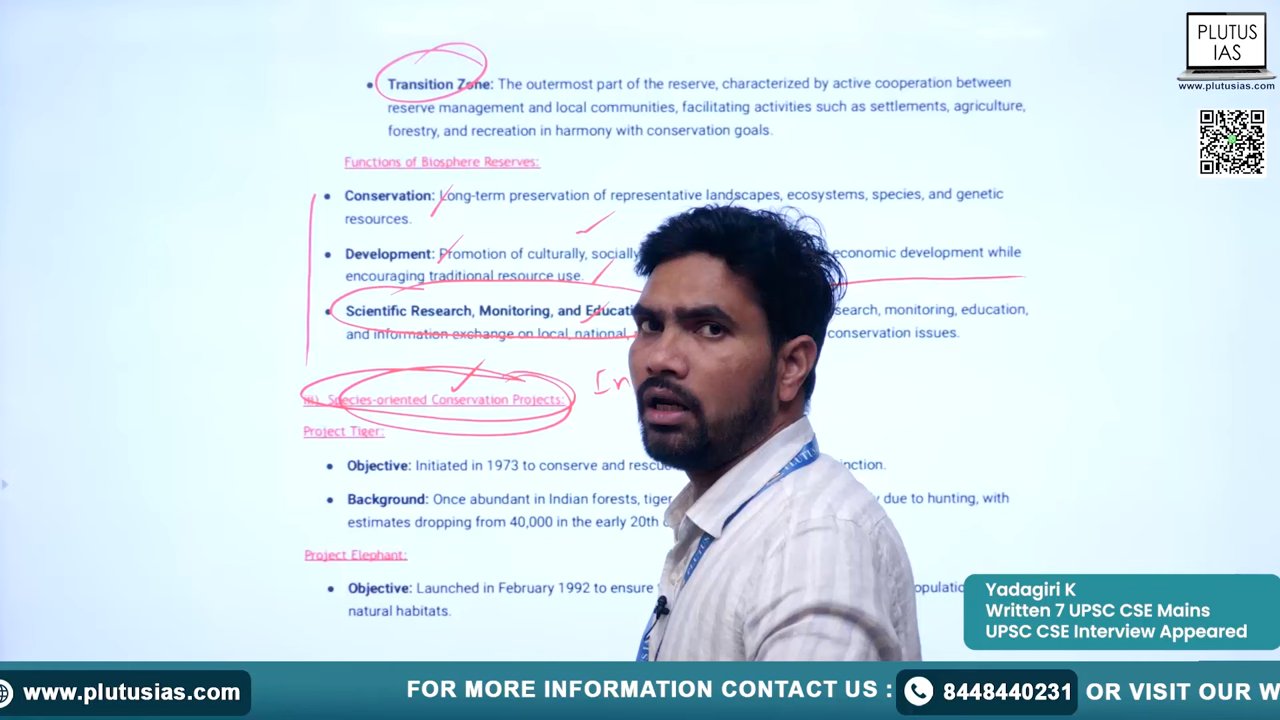 PLUTUS
IAS
www.plutusias.com
Transition Zone: The outermost part of the reserve, characterized by active cooperation between
reserve management and local communities, facilitating activities such as settlements, agriculture,
forestry, and recreation in harmony with conservation goals.
Functions of Biosphere Reserves:
Conservation: Long-term preservation of representative landscapes, ecosystems, species, and genetic
resources.
Development: Promotion of culturally, socially economic development while
encouraging traditional resource use.
Scientific Research, Monitoring, and monitoring, education,
and information exchange on local, national, conservation issues.
Species-oriented Conservation Projects:
Project Tiger:
Objective: Initiated in 1973 to conserve and
Background: Once abundant in Indian forests, due to hunting, with
estimates dropping from 40,000 in the early 20th
Project Elephant:
Objective: Launched in February 1992 to ensure
natural habitats.
Yadagiri K
Written 7 UPSC CSE Mains
UPSC CSE Interview Appeared
www.plutusias.com FOR MORE INFORMATION CONTACT US : 8448440231 OR VISIT OUR